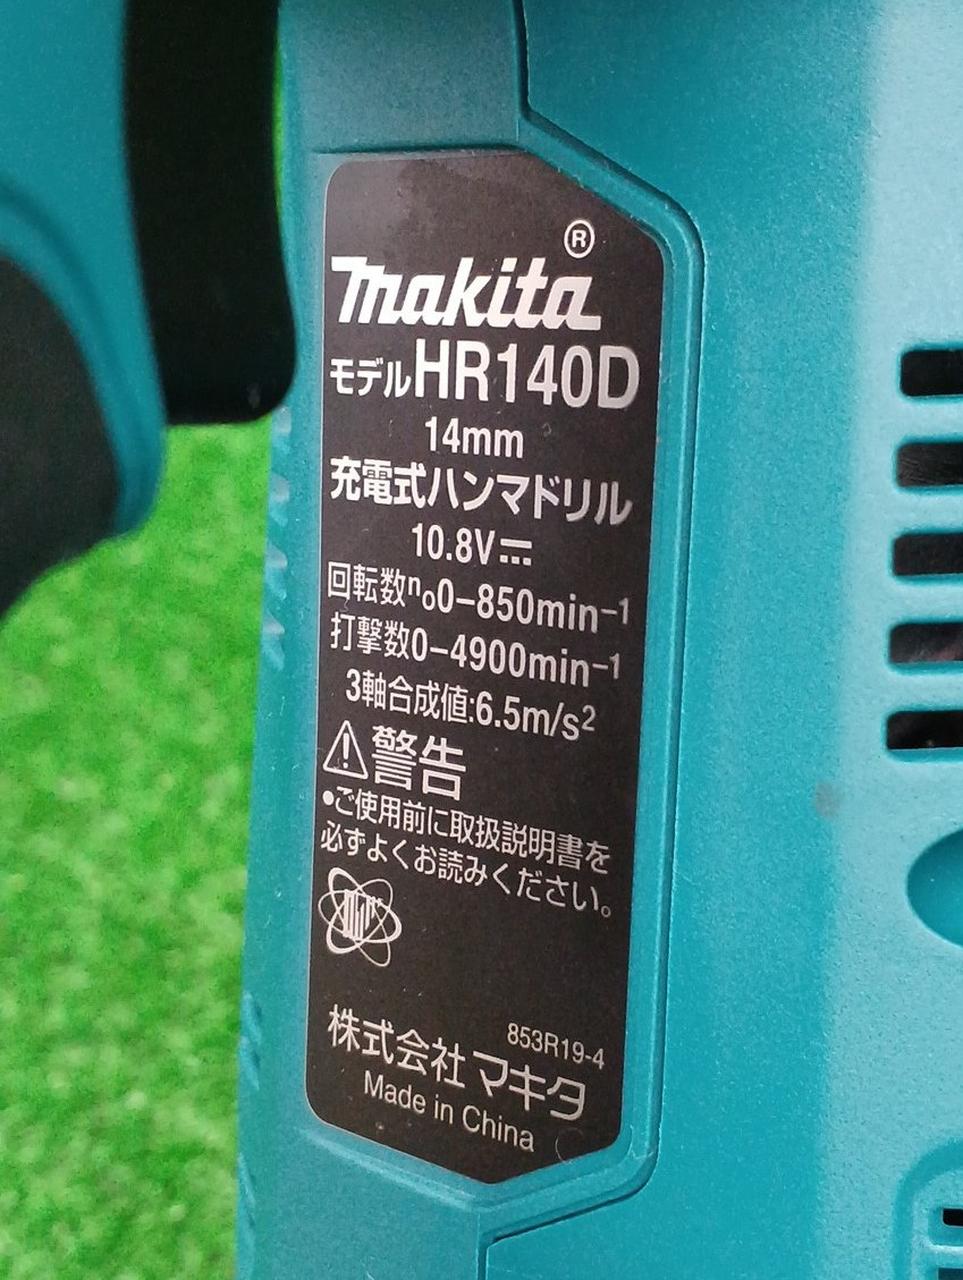 makita®
モデルHR140D
14mm
充電式ハンマドリル
10.8V⎓
回転数n₀0-850min⁻¹
打撃数0-4900min⁻¹
3軸合成値:6.5m/s²
⚠警告
•ご使用前に取扱説明書を
必ずよくお読みください。
853R19-4
株式会社マキタ
Made in China